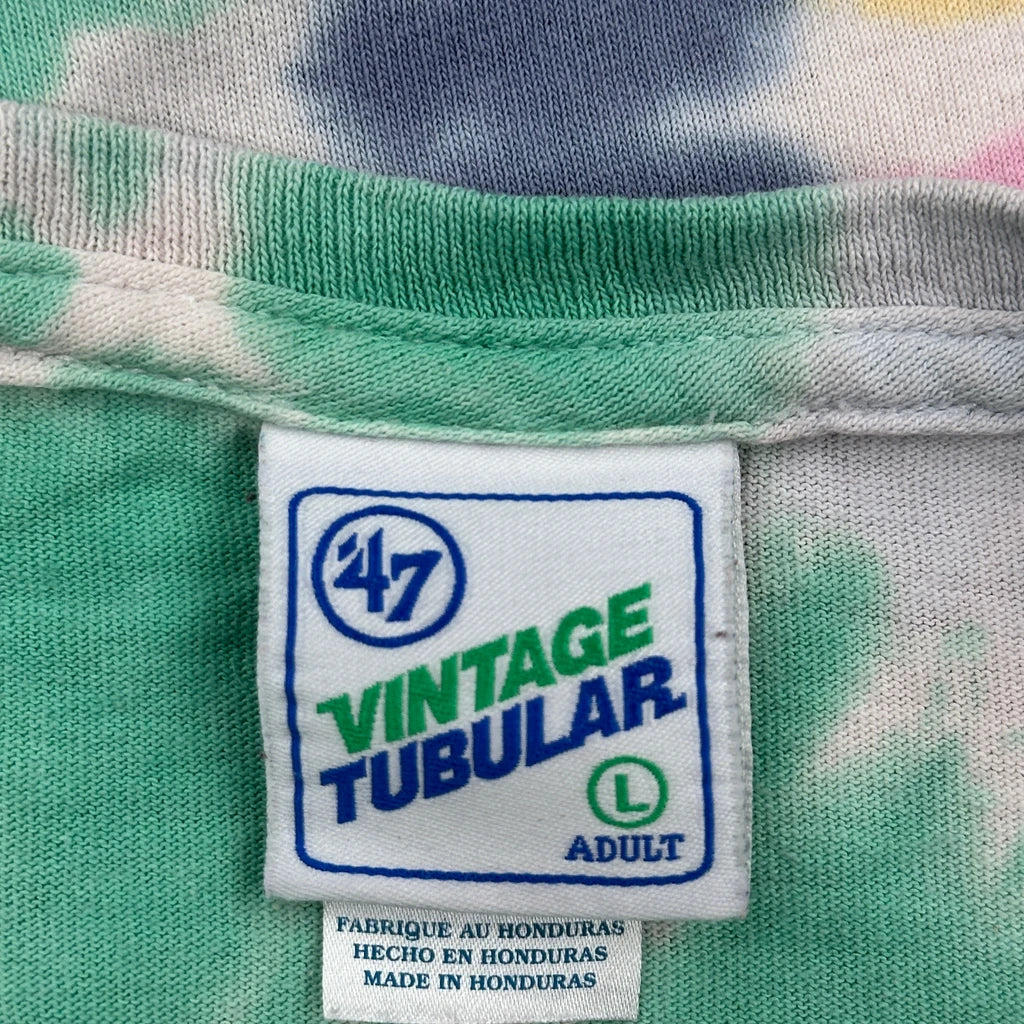 '47
VINTAGE
TUBULAR
L
ADULT
FABRIQUE AU HONDURAS
HECHO EN HONDURAS
MADE IN HONDURAS